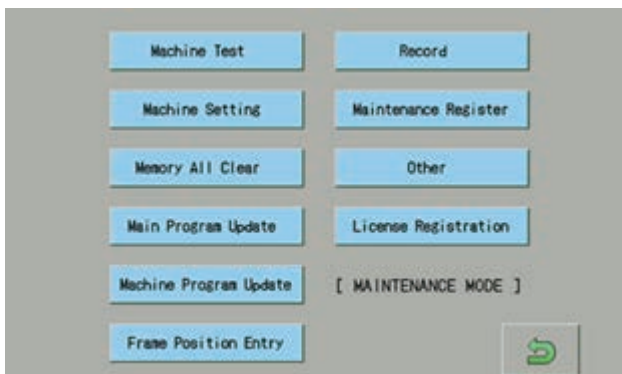 Machine Test
Record
Machine Setting
Maintenance Register
Memory All Clear
Other
Main Program Update
License Registration
Machine Program Update
[ MAINTENANCE MODE ]
Frame Position Entry